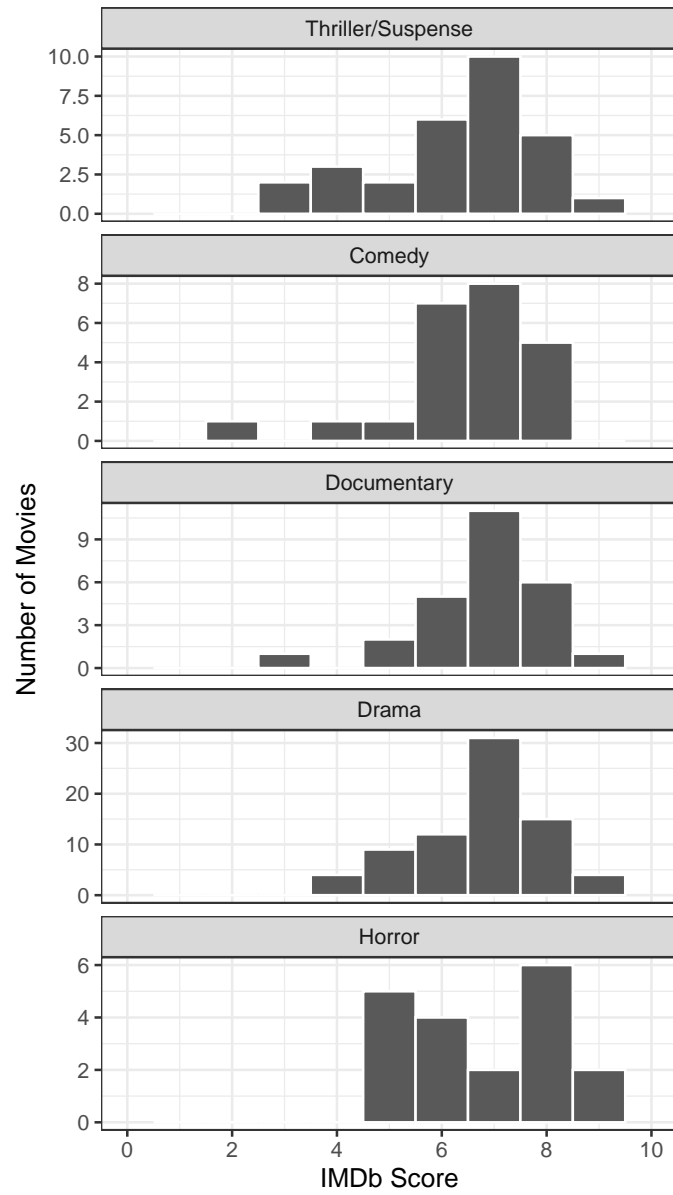 Thriller/Suspense
10.0
7.5
5.0
2.5
0.0
Comedy
8
6
4
2
0
Documentary
9
6
3
0
Drama
30
20
10
0
Horror
6
4
2
0
0 2 4 6 8 10
IMDb Score
Number of Movies